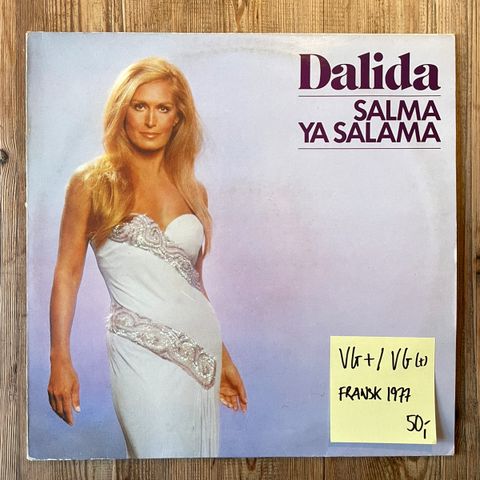 Dalida
SALMA
YA SALAMA
VG+/VG(+)
FRANSK 1977
50,-